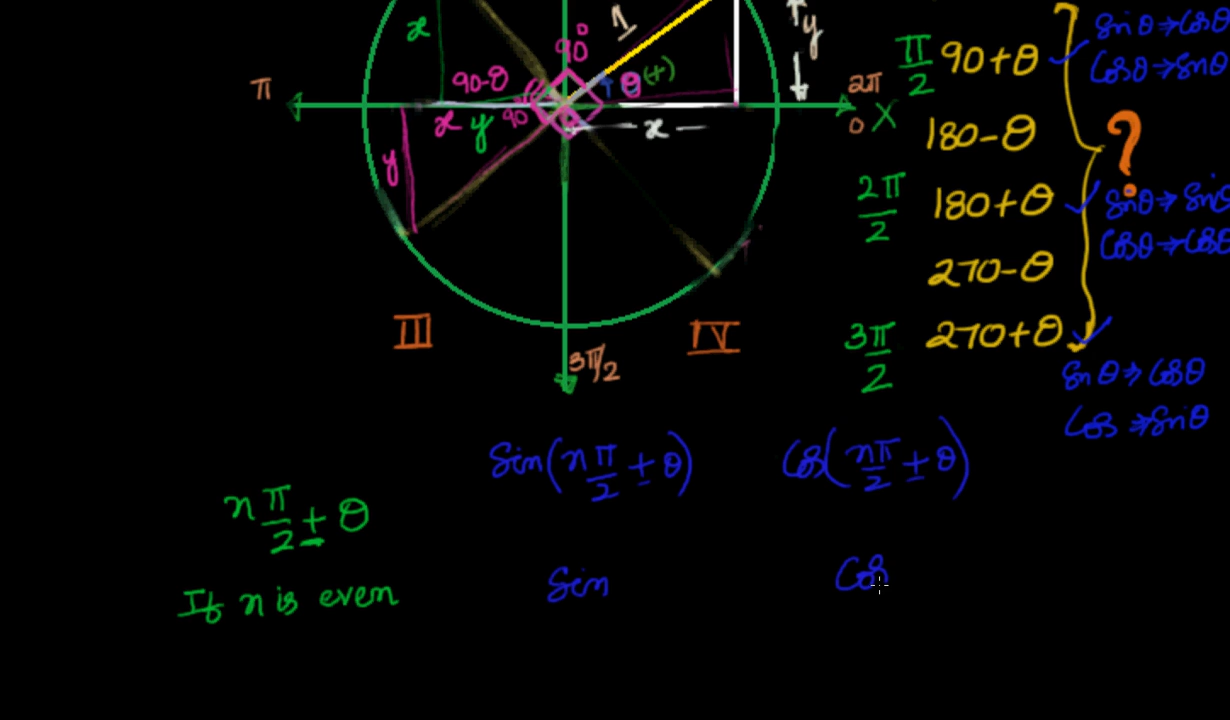 x
1
90°
y
90-θ
θ(+)
π
90
2π
0 X
x y
x
y
III
IV
3π/2
π/2 90+θ
sinθ→cosθ
cosθ→sinθ
180-θ
?
2π/2 180+θ
sinθ→sinθ
cosθ→cosθ
270-θ
3π/2 270+θ
sinθ→cosθ
cos→sinθ
Sin(nπ/2±θ) Cos(nπ/2±θ)
nπ/2±θ
If n is even Sin Cos